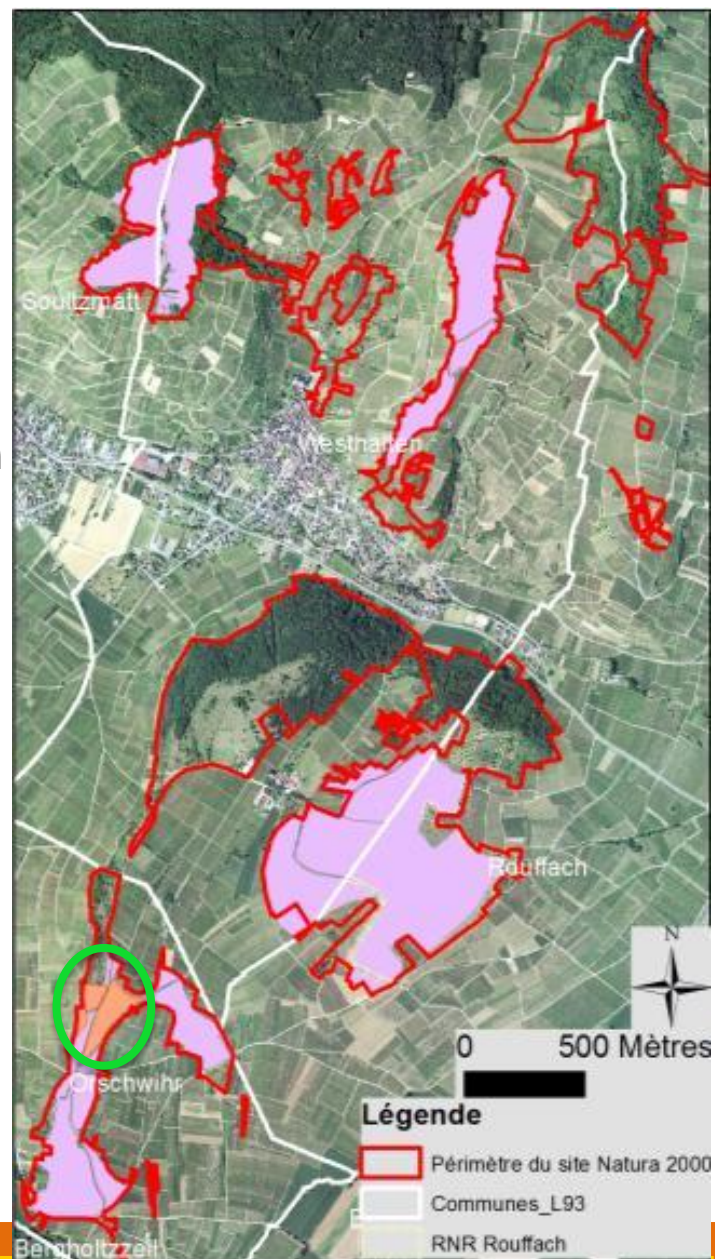 Soultzmatt
Westhalten
Rouffach
N
0 500 Mètres
Orschwihr
Légende
Périmètre du site Natura 2000
Communes_L93
RNR Rouffach
Bergholtzzell